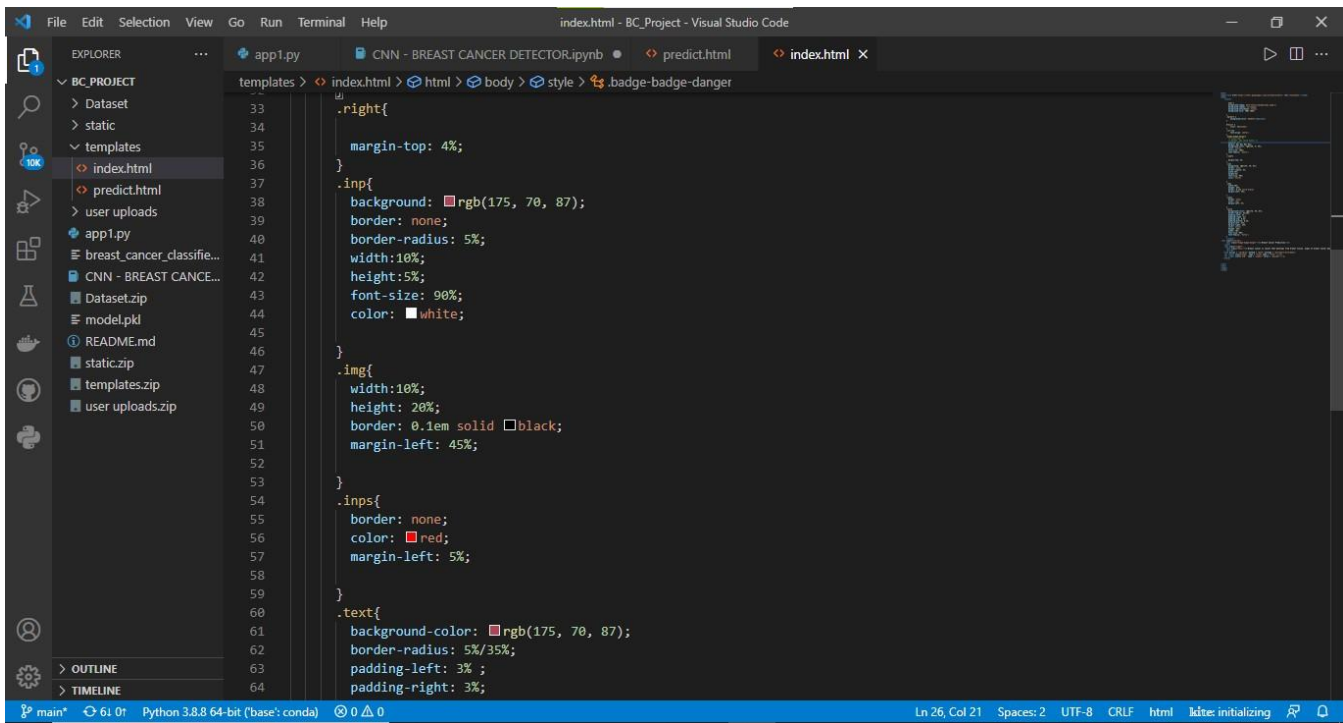 File Edit Selection View Go Run Terminal Help index.html - BC_Project - Visual Studio Code
EXPLORER ...
app1.py CNN - BREAST CANCER DETECTOR.ipynb ● predict.html index.html
templates > index.html > html > body > style > .badge-badge-danger
BC_PROJECT
> Dataset
> static
templates
index.html
predict.html
> user uploads
app1.py
breast_cancer_classifie...
CNN - BREAST CANCE...
Dataset.zip
model.pkl
README.md
static.zip
templates.zip
user uploads.zip
> OUTLINE
> TIMELINE
1
10K
32 }
33 .right{
34
35 margin-top: 4%;
36 }
37 .inp{
38 background: rgb(175, 70, 87);
39 border: none;
40 border-radius: 5%;
41 width:10%;
42 height:5%;
43 font-size: 90%;
44 color: white;
45
46 }
47 .img{
48 width:10%;
49 height: 20%;
50 border: 0.1em solid black;
51 margin-left: 45%;
52
53 }
54 .inps{
55 border: none;
56 color: red;
57 margin-left: 5%;
58
59 }
60 .text{
61 background-color: rgb(175, 70, 87);
62 border-radius: 5%/35%;
63 padding-left: 3% ;
64 padding-right: 3%;
main* 6↓ 0↑ Python 3.8.8 64-bit ('base': conda) 0 0 Ln 26, Col 21 Spaces: 2 UTF-8 CRLF html kite: initializing